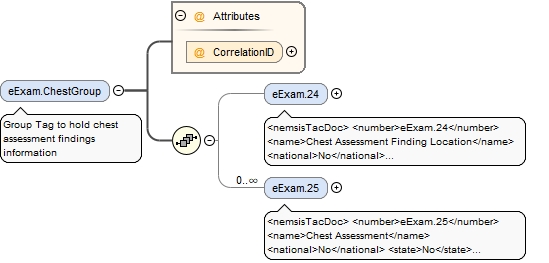 Attributes
@ CorrelationID
eExam.ChestGroup
Group Tag to hold chest
assessment findings
information
eExam.24
<nemsisTacDoc> <number>eExam.24</number>
<name>Chest Assessment Finding Location</name>
<national>No</national>...
0..∞
eExam.25
<nemsisTacDoc> <number>eExam.25</number>
<name>Chest Assessment</name>
<national>No</national> <state>No</state>...